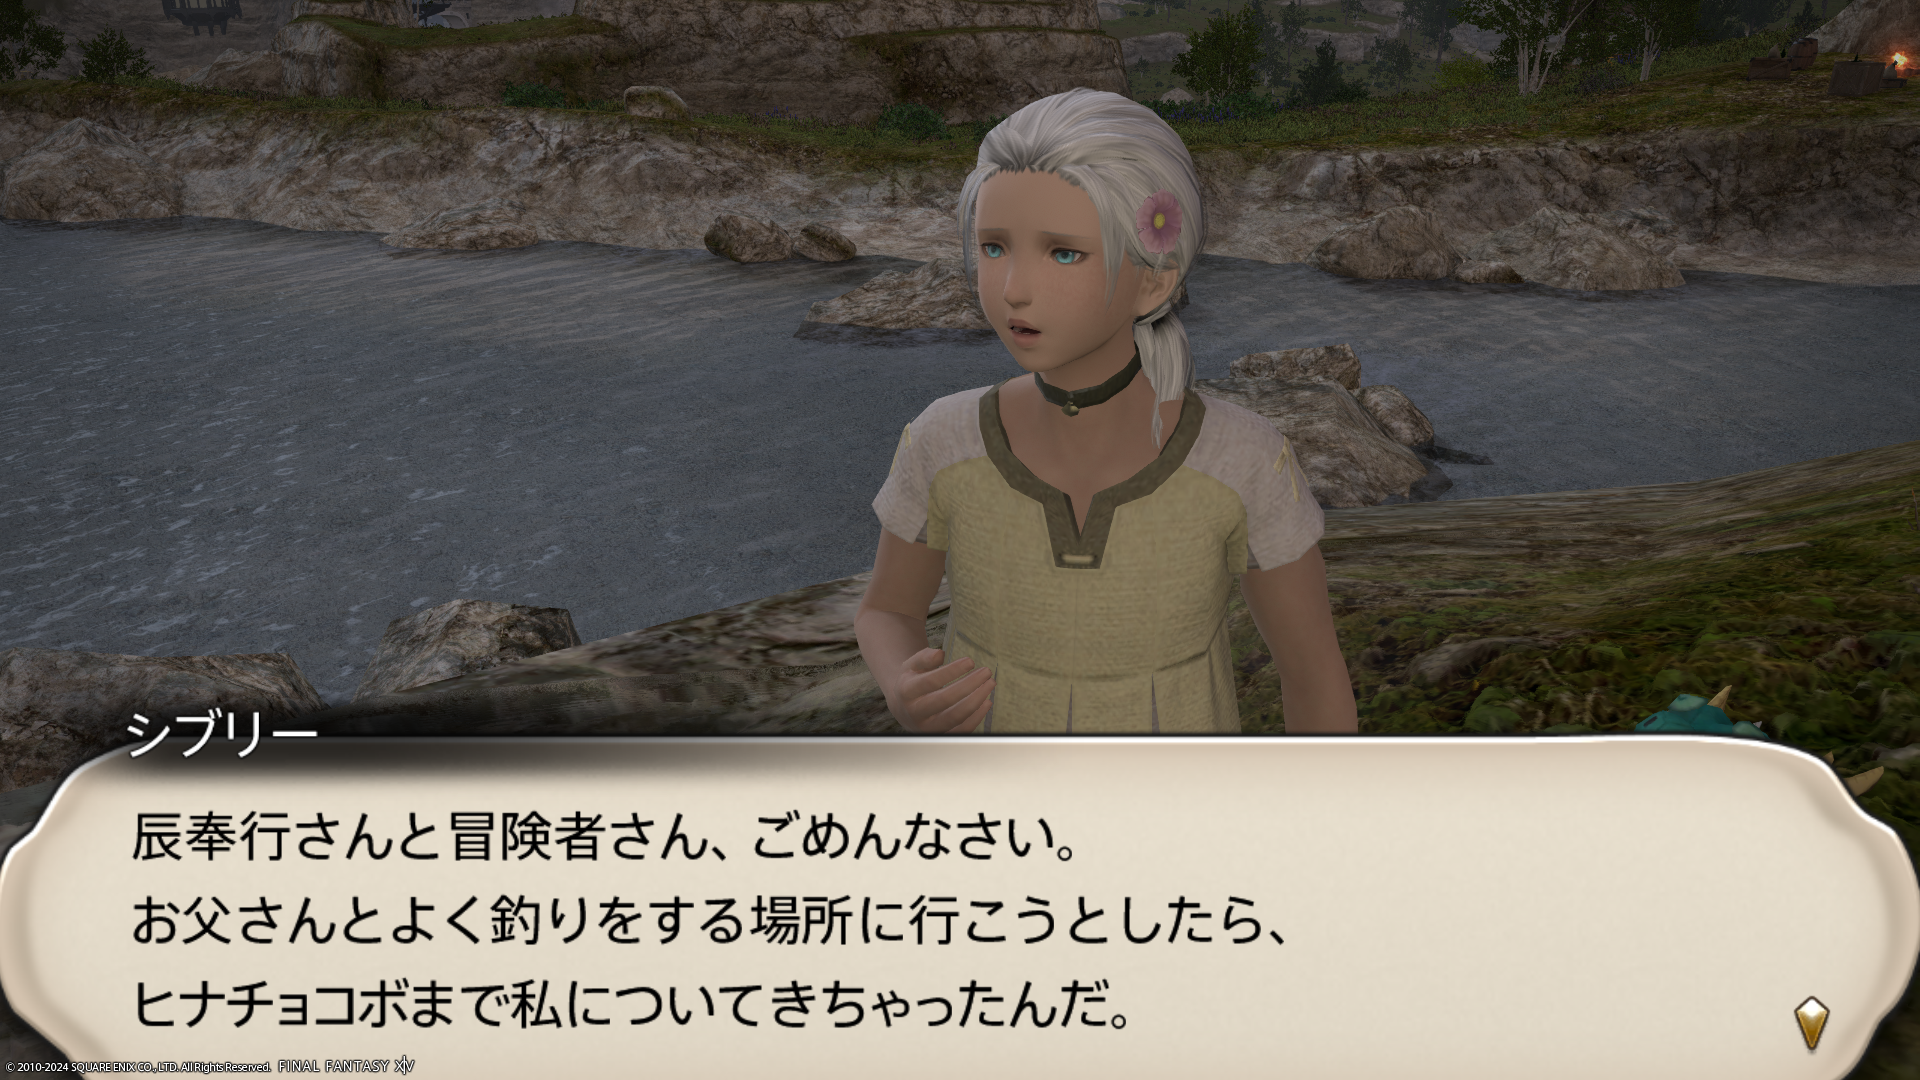 シブリー
辰奉行さんと冒険者さん、ごめんなさい。
お父さんとよく釣りをする場所に行こうとしたら、
ヒナチョコボまで私についてきちゃったんだ。
© 2010-2024 SQUARE ENIX CO., LTD. All Rights Reserved. FINAL FANTASY XIV